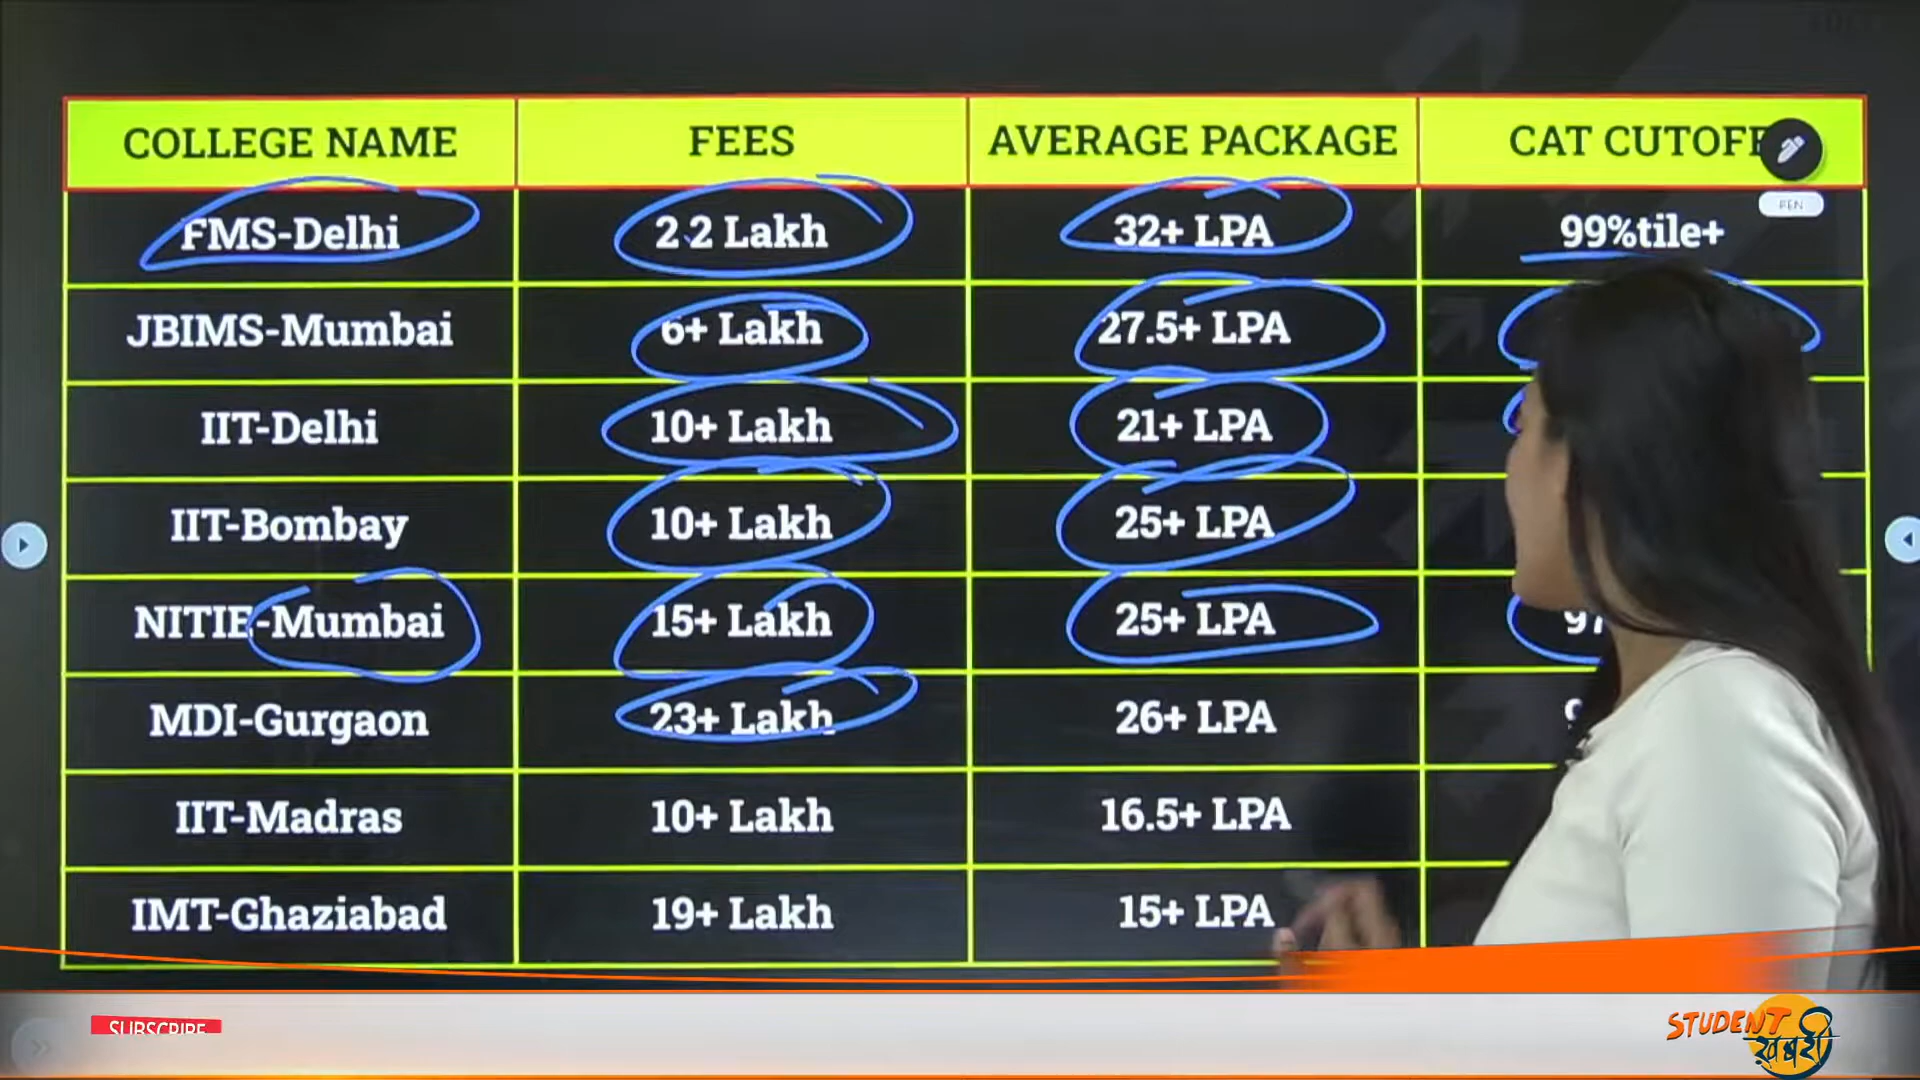 COLLEGE NAME FEES AVERAGE PACKAGE CAT CUTOFF
PEN
FMS-Delhi 2.2 Lakh 32+ LPA 99%tile+
JBIMS-Mumbai 6+ Lakh 27.5+ LPA
IIT-Delhi 10+ Lakh 21+ LPA
IIT-Bombay 10+ Lakh 25+ LPA
NITIE-Mumbai 15+ Lakh 25+ LPA
MDI-Gurgaon 23+ Lakh 26+ LPA
IIT-Madras 10+ Lakh 16.5+ LPA
IMT-Ghaziabad 19+ Lakh 15+ LPA
SUBSCRIBE
STUDENT
ख़बरी